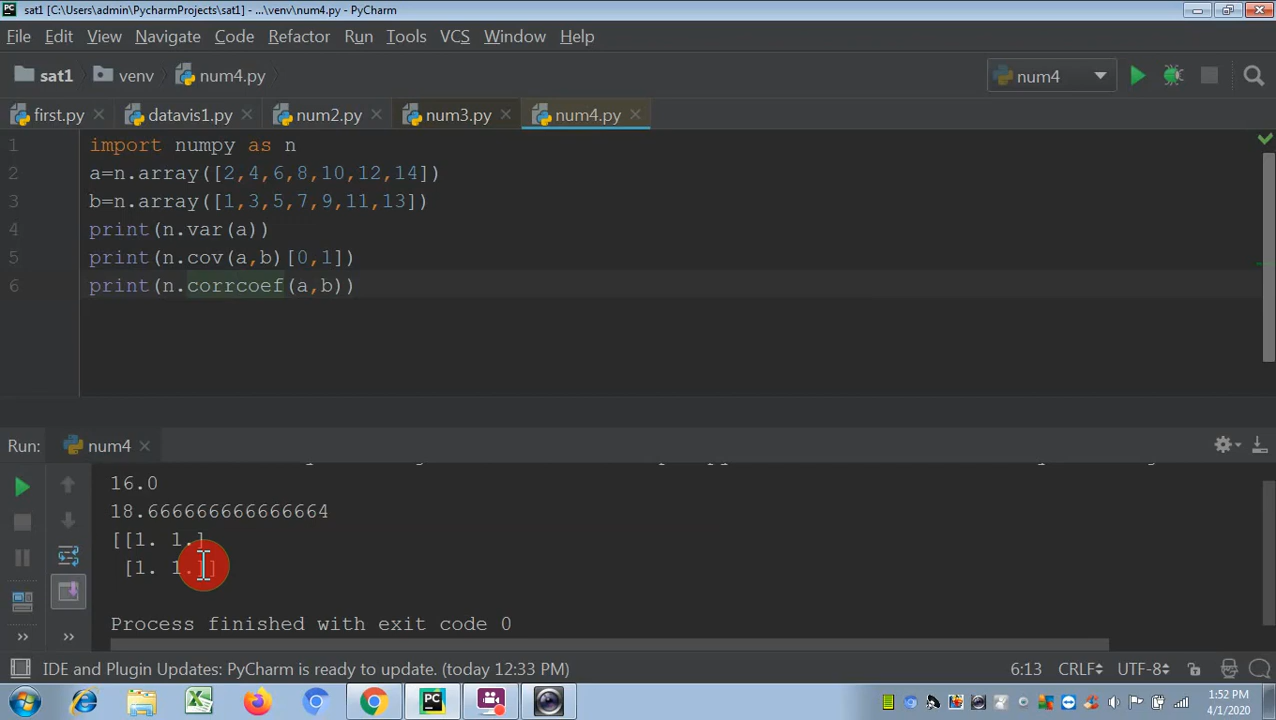 sat1 [C:\Users\admin\PycharmProjects\sat1] - ...\venv\num4.py - PyCharm
File Edit View Navigate Code Refactor Run Tools VCS Window Help
sat1 venv num4.py num4
first.py datavis1.py num2.py num3.py num4.py
1 import numpy as n
2 a=n.array([2,4,6,8,10,12,14])
3 b=n.array([1,3,5,7,9,11,13])
4 print(n.var(a))
5 print(n.cov(a,b)[0,1])
6 print(n.corrcoef(a,b))
Run: num4
16.0
18.666666666666664
[[1. 1.]
[1. 1.]]
Process finished with exit code 0
IDE and Plugin Updates: PyCharm is ready to update. (today 12:33 PM) 6:13 CRLF UTF-8
PC
1:52 PM
4/1/2020